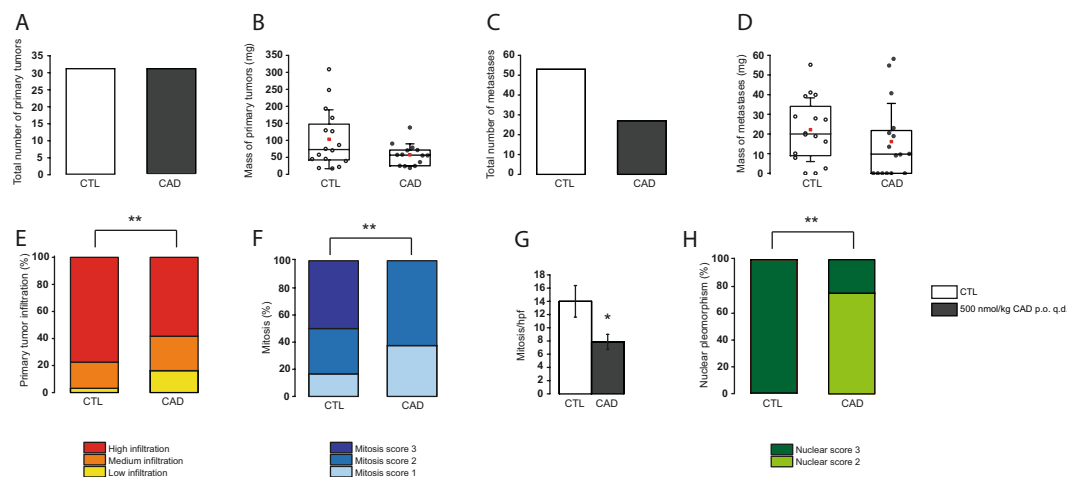 A
Total number of primary tumors
35
30
25
20
15
10
5
0
CTL
CAD
B
Mass of primary tumors (mg)
350
300
250
200
150
100
50
0
CTL
CAD
C
Total number of metastases
60
50
40
30
20
10
0
CTL
CAD
D
Mass of metastases (mg)
60
50
40
30
20
10
0
CTL
CAD
E
**
Primary tumor infiltration (%)
100
80
60
40
20
0
CTL
CAD
High infiltration
Medium infiltration
Low infiltration
F
**
Mitosis (%)
100
80
60
40
20
0
CTL
CAD
Mitosis score 3
Mitosis score 2
Mitosis score 1
G
Mitosis/hpf
18
16
14
12
10
8
6
4
2
0
*
CTL
CAD
H
**
Nuclear pleomorphism (%)
100
80
60
40
20
0
CTL
CAD
Nuclear score 3
Nuclear score 2
CTL
500 nmol/kg CAD p.o. q.d.